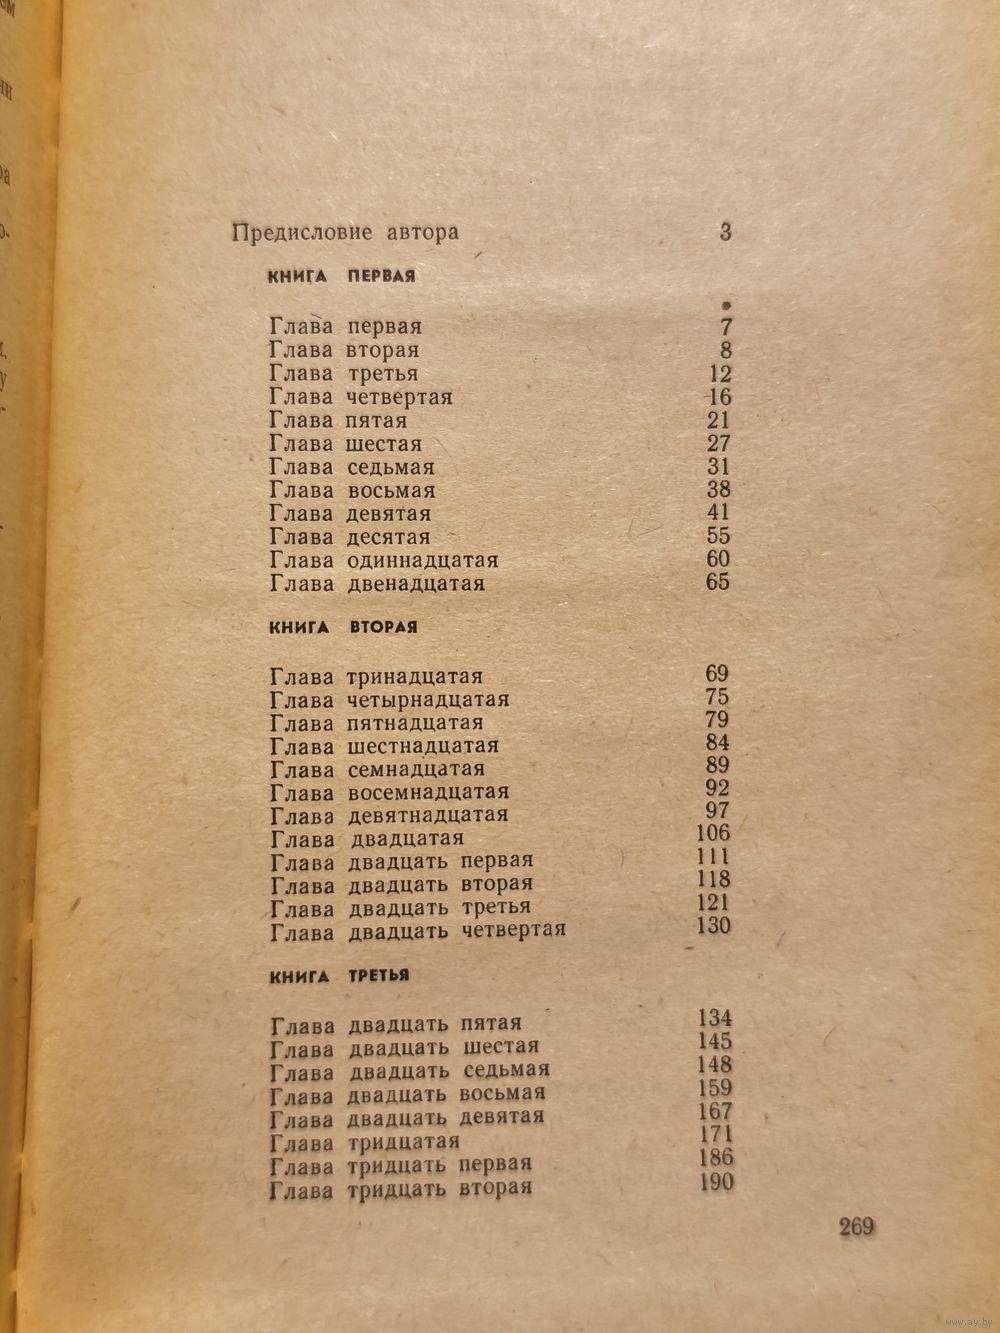 Предисловие автора 3
КНИГА ПЕРВАЯ
Глава первая 7
Глава вторая 8
Глава третья 12
Глава четвертая 16
Глава пятая 21
Глава шестая 27
Глава седьмая 31
Глава восьмая 38
Глава девятая 41
Глава десятая 55
Глава одиннадцатая 60
Глава двенадцатая 65
КНИГА ВТОРАЯ
Глава тринадцатая 69
Глава четырнадцатая 75
Глава пятнадцатая 79
Глава шестнадцатая 84
Глава семнадцатая 89
Глава восемнадцатая 92
Глава девятнадцатая 97
Глава двадцатая 106
Глава двадцать первая 111
Глава двадцать вторая 118
Глава двадцать третья 121
Глава двадцать четвертая 130
КНИГА ТРЕТЬЯ
Глава двадцать пятая 134
Глава двадцать шестая 145
Глава двадцать седьмая 148
Глава двадцать восьмая 159
Глава двадцать девятая 167
Глава тридцатая 171
Глава тридцать первая 186
Глава тридцать вторая 190
269
www.ay.by